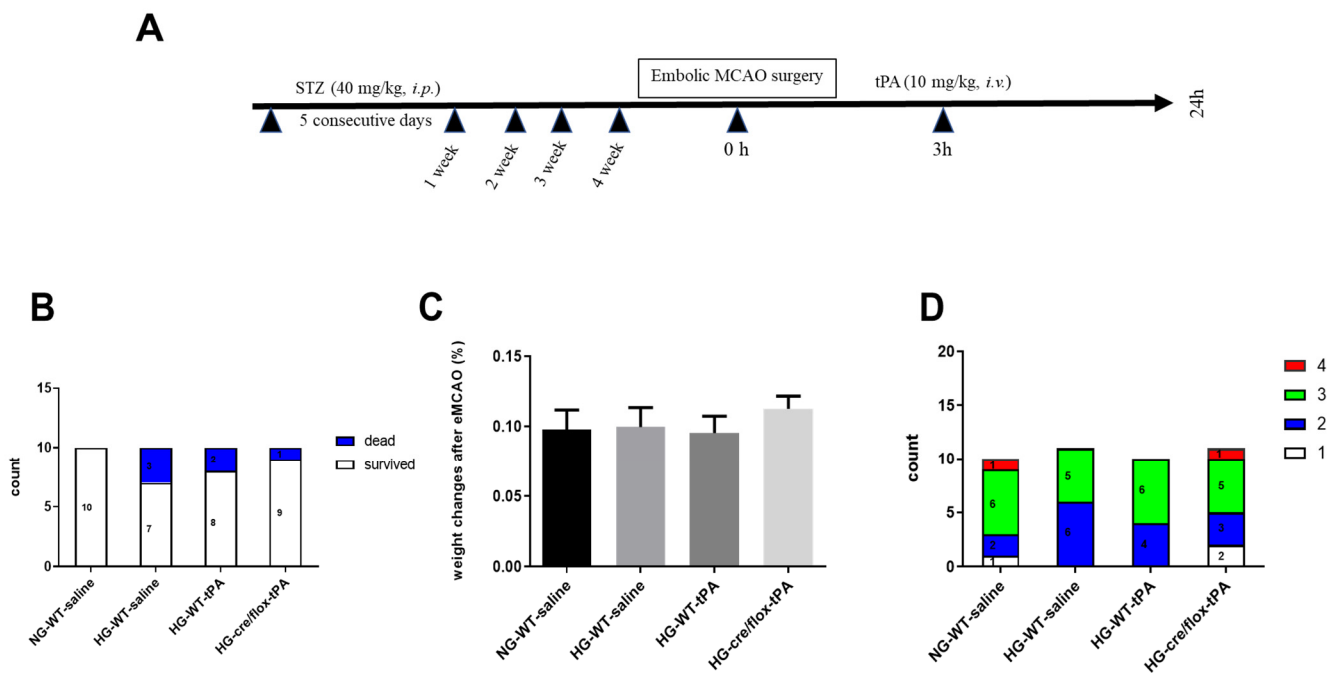 A
STZ (40 mg/kg, i.p.)
Embolic MCAO surgery
tPA (10 mg/kg, i.v.)
5 consecutive days
1 week
2 week
3 week
4 week
0 h
3h
24h
B
count
15
10
5
0
10
3
7
2
8
1
9
NG-WT-saline
HG-WT-saline
HG-WT-tPA
HG-cre/flox-tPA
dead
survived
C
weight changes after eMCAO (%)
0.15
0.10
0.05
0.00
NG-WT-saline
HG-WT-saline
HG-WT-tPA
HG-cre/flox-tPA
D
count
20
15
10
5
0
1
6
2
1
5
6
6
4
1
5
3
2
NG-WT-saline
HG-WT-saline
HG-WT-tPA
HG-cre/flox-tPA
4
3
2
1